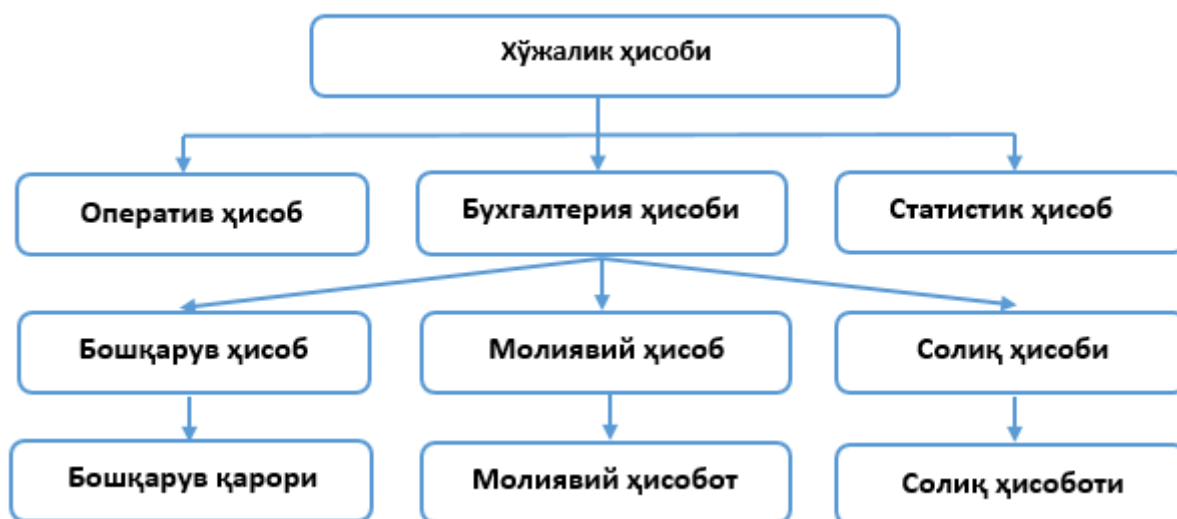 Хўжалик ҳисоби
Оператив ҳисоб
Бухгалтерия ҳисоби
Статистик ҳисоб
Бошқарув ҳисоб
Молиявий ҳисоб
Солиқ ҳисоби
Бошқарув қарори
Молиявий ҳисобот
Солиқ ҳисоботи